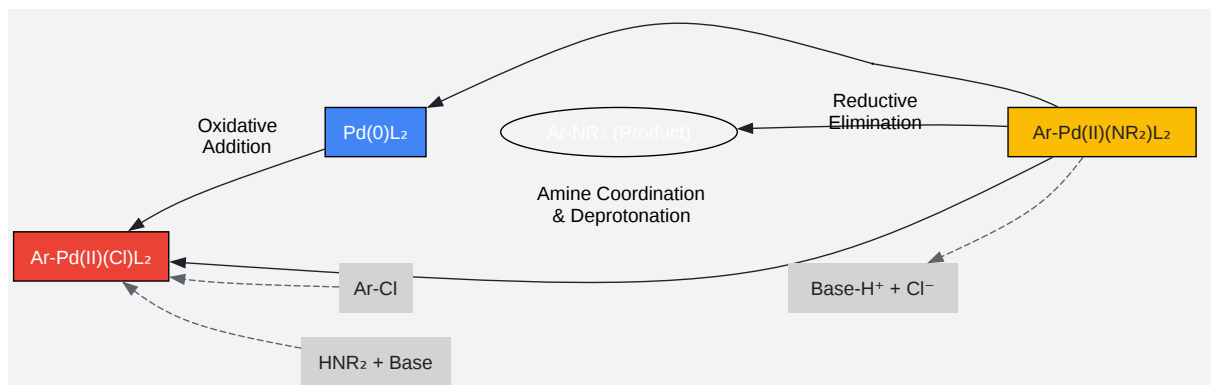 Oxidative
Addition
Pd(0)L₂
Ar-NR₂ (Product)
Reductive
Elimination
Ar-Pd(II)(NR₂)L₂
Amine Coordination
& Deprotonation
Ar-Pd(II)(Cl)L₂
Ar-Cl
Base-H⁺ + Cl⁻
HNR₂ + Base